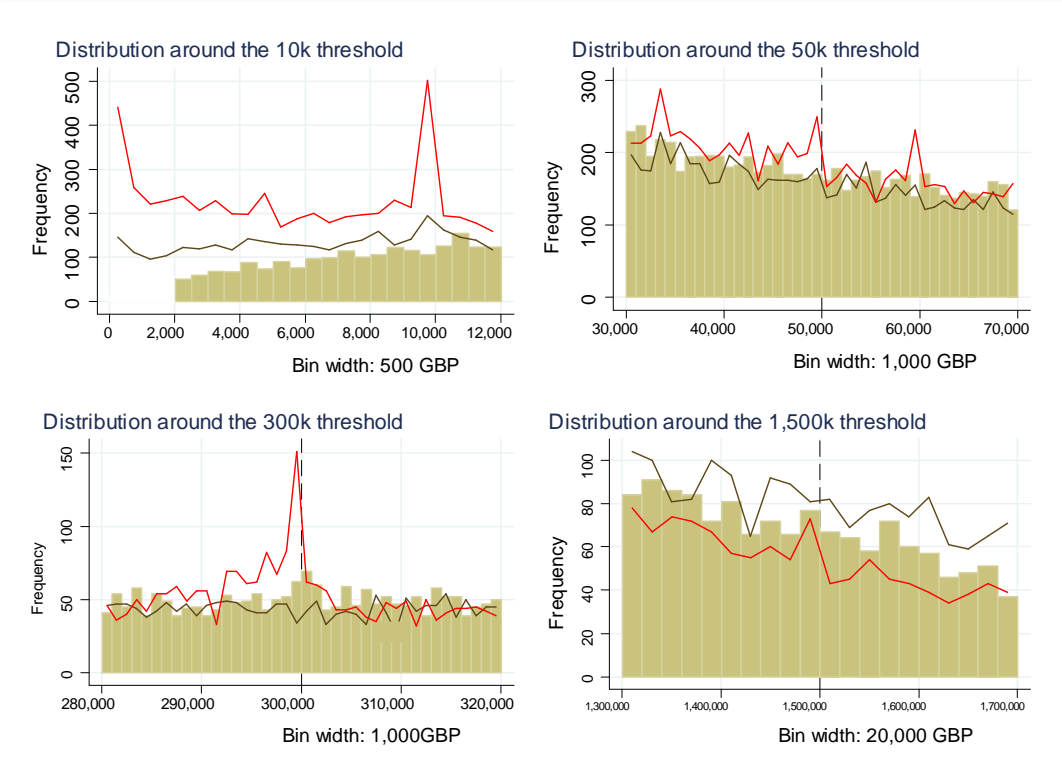 Distribution around the 10k threshold
Frequency
500
400
300
200
100
0
0 2,000 4,000 6,000 8,000 10,000 12,000
Bin width: 500 GBP
Distribution around the 50k threshold
Frequency
300
200
100
0
30,000 40,000 50,000 60,000 70,000
Bin width: 1,000 GBP
Distribution around the 300k threshold
Frequency
150
100
50
0
280,000 290,000 300,000 310,000 320,000
Bin width: 1,000GBP
Distribution around the 1,500k threshold
Frequency
100
80
60
40
20
0
1,300,000 1,400,000 1,500,000 1,600,000 1,700,000
Bin width: 20,000 GBP